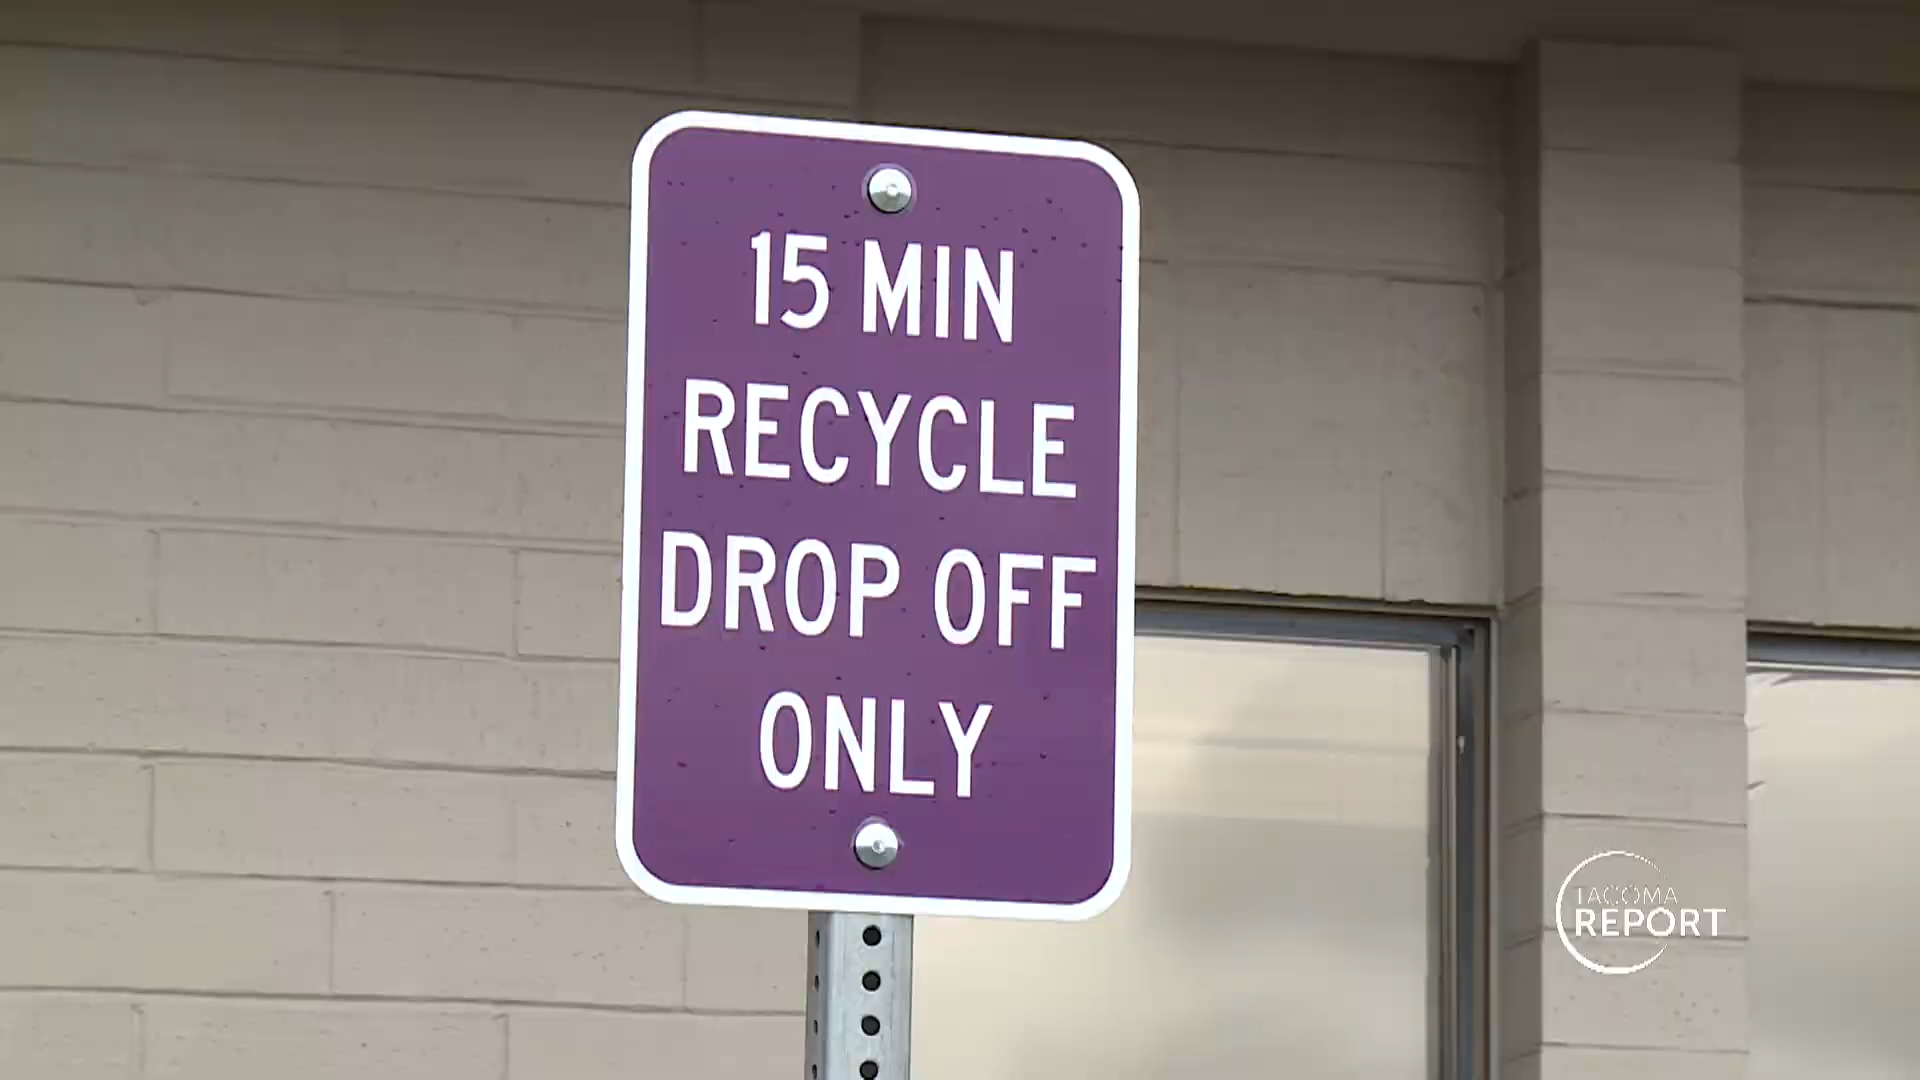 15 MIN
RECYCLE
DROP OFF
ONLY
TACOMA
REPORT